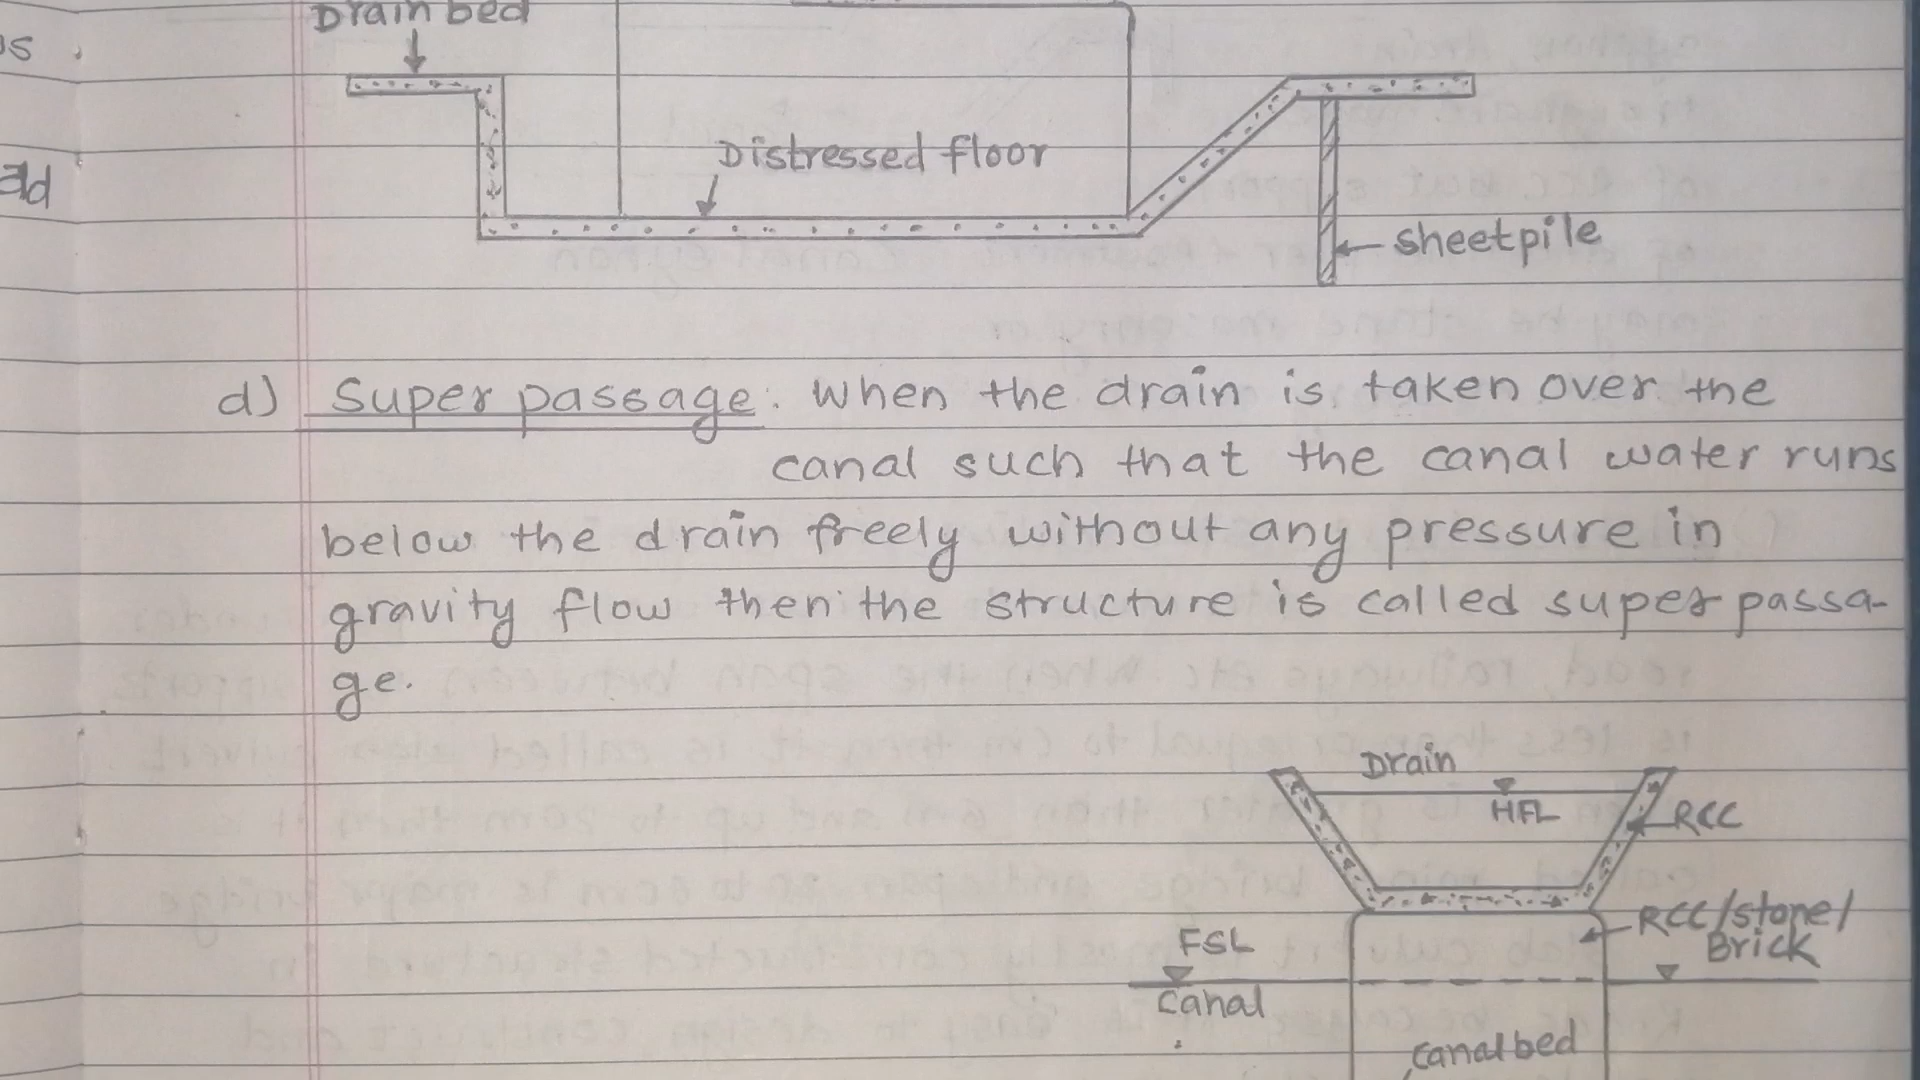 Drain bed
Distressed floor
sheetpile
d) Super passage: When the drain is taken over the
canal such that the canal water runs
below the drain freely without any pressure in
gravity flow then the structure is called super passa-
ge.
Drain
HFL
RCC
RCC/stone/
Brick
FSL
Canal
Canal bed